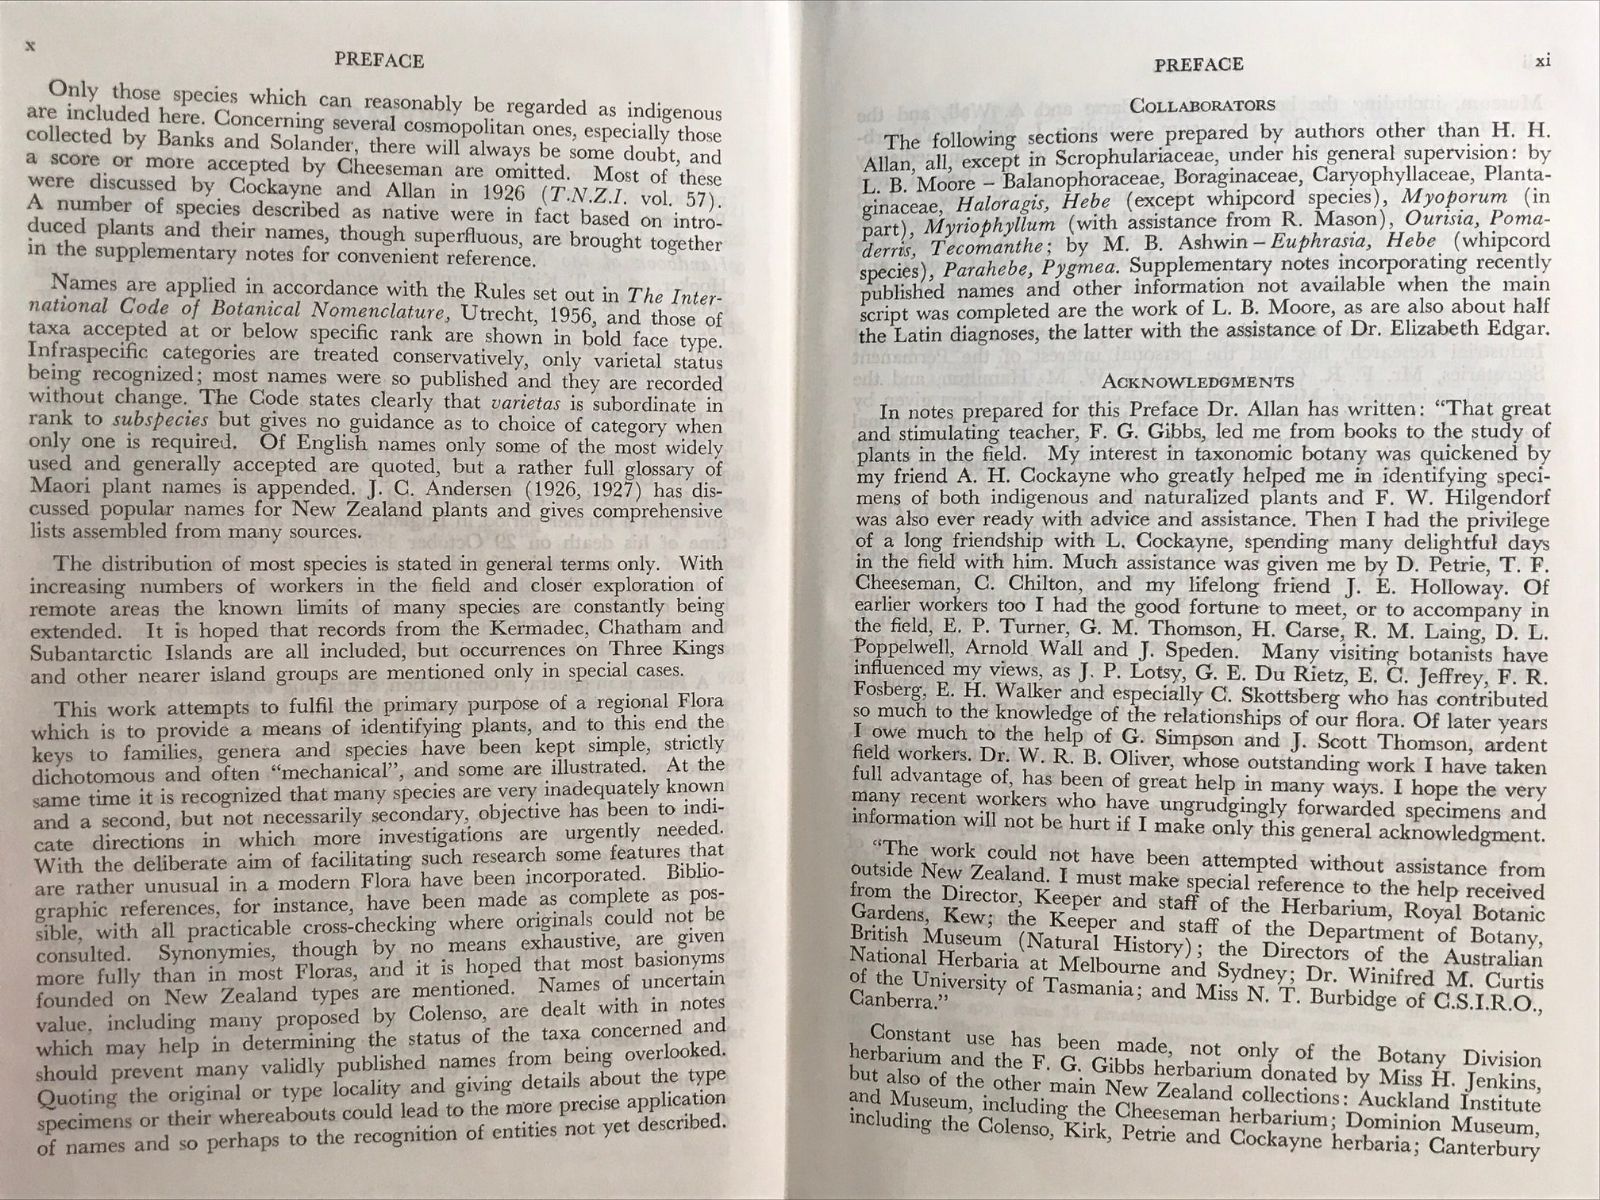 x
PREFACE
Only those species which can reasonably be regarded as indigenous
are included here. Concerning several cosmopolitan ones, especially those
collected by Banks and Solander, there will always be some doubt, and
a score or more accepted by Cheeseman are omitted. Most of these
were discussed by Cockayne and Allan in 1926 (T.N.Z.I. vol. 57).
A number of species described as native were in fact based on intro-
duced plants and their names, though superfluous, are brought together
in the supplementary notes for convenient reference.
Names are applied in accordance with the Rules set out in The Inter-
national Code of Botanical Nomenclature, Utrecht, 1956, and those of
taxa accepted at or below specific rank are shown in bold face type.
Infraspecific categories are treated conservatively, only varietal status
being recognized; most names were so published and they are recorded
without change. The Code states clearly that varietas is subordinate in
rank to subspecies but gives no guidance as to choice of category when
only one is required. Of English names only some of the most widely
used and generally accepted are quoted, but a rather full glossary of
Maori plant names is appended. J. C. Andersen (1926, 1927) has dis-
cussed popular names for New Zealand plants and gives comprehensive
lists assembled from many sources.
The distribution of most species is stated in general terms only. With
increasing numbers of workers in the field and closer exploration of
remote areas the known limits of many species are constantly being
extended. It is hoped that records from the Kermadec, Chatham and
Subantarctic Islands are all included, but occurrences on Three Kings
and other nearer island groups are mentioned only in special cases.
This work attempts to fulfil the primary purpose of a regional Flora
which is to provide a means of identifying plants, and to this end the
keys to families, genera and species have been kept simple, strictly
dichotomous and often “mechanical”, and some are illustrated. At the
same time it is recognized that many species are very inadequately known
and a second, but not necessarily secondary, objective has been to indi-
cate directions in which more investigations are urgently needed.
With the deliberate aim of facilitating such research some features that
are rather unusual in a modern Flora have been incorporated. Biblio-
graphic references, for instance, have been made as complete as pos-
sible, with all practicable cross-checking where originals could not be
consulted. Synonymies, though by no means exhaustive, are given
more fully than in most Floras, and it is hoped that most basionyms
founded on New Zealand types are mentioned. Names of uncertain
value, including many proposed by Colenso, are dealt with in notes
which may help in determining the status of the taxa concerned and
should prevent many validly published names from being overlooked.
Quoting the original or type locality and giving details about the type
specimens or their whereabouts could lead to the more precise application
of names and so perhaps to the recognition of entities not yet described.
PREFACE
xi
COLLABORATORS
The following sections were prepared by authors other than H. H.
Allan, all, except in Scrophulariaceae, under his general supervision: by
L. B. Moore – Balanophoraceae, Boraginaceae, Caryophyllaceae, Planta-
ginaceae, Haloragis, Hebe (except whipcord species), Myoporum (in
part), Myriophyllum (with assistance from R. Mason), Ourisia, Poma-
derris, Tecomanthe; by M. B. Ashwin – Euphrasia, Hebe (whipcord
species), Parahebe, Pygmea. Supplementary notes incorporating recently
published names and other information not available when the main
script was completed are the work of L. B. Moore, as are also about half
the Latin diagnoses, the latter with the assistance of Dr. Elizabeth Edgar.
ACKNOWLEDGMENTS
In notes prepared for this Preface Dr. Allan has written: “That great
and stimulating teacher, F. G. Gibbs, led me from books to the study of
plants in the field. My interest in taxonomic botany was quickened by
my friend A. H. Cockayne who greatly helped me in identifying speci-
mens of both indigenous and naturalized plants and F. W. Hilgendorf
was also ever ready with advice and assistance. Then I had the privilege
of a long friendship with L. Cockayne, spending many delightful days
in the field with him. Much assistance was given me by D. Petrie, T. F.
Cheeseman, C. Chilton, and my lifelong friend J. E. Holloway. Of
earlier workers too I had the good fortune to meet, or to accompany in
the field, E. P. Turner, G. M. Thomson, H. Carse, R. M. Laing, D. L.
Poppelwell, Arnold Wall and J. Speden. Many visiting botanists have
influenced my views, as J. P. Lotsy, G. E. Du Rietz, E. C. Jeffrey, F. R.
Fosberg, E. H. Walker and especially C. Skottsberg who has contributed
so much to the knowledge of the relationships of our flora. Of later years
I owe much to the help of G. Simpson and J. Scott Thomson, ardent
field workers. Dr. W. R. B. Oliver, whose outstanding work I have taken
full advantage of, has been of great help in many ways. I hope the very
many recent workers who have ungrudgingly forwarded specimens and
information will not be hurt if I make only this general acknowledgment.
“The work could not have been attempted without assistance from
outside New Zealand. I must make special reference to the help received
from the Director, Keeper and staff of the Herbarium, Royal Botanic
Gardens, Kew; the Keeper and staff of the Department of Botany,
British Museum (Natural History); the Directors of the Australian
National Herbaria at Melbourne and Sydney; Dr. Winifred M. Curtis
of the University of Tasmania; and Miss N. T. Burbidge of C.S.I.R.O.,
Canberra.”
Constant use has been made, not only of the Botany Division
herbarium and the F. G. Gibbs herbarium donated by Miss H. Jenkins,
but also of the other main New Zealand collections: Auckland Institute
and Museum, including the Cheeseman herbarium; Dominion Museum,
including the Colenso, Kirk, Petrie and Cockayne herbaria; Canterbury